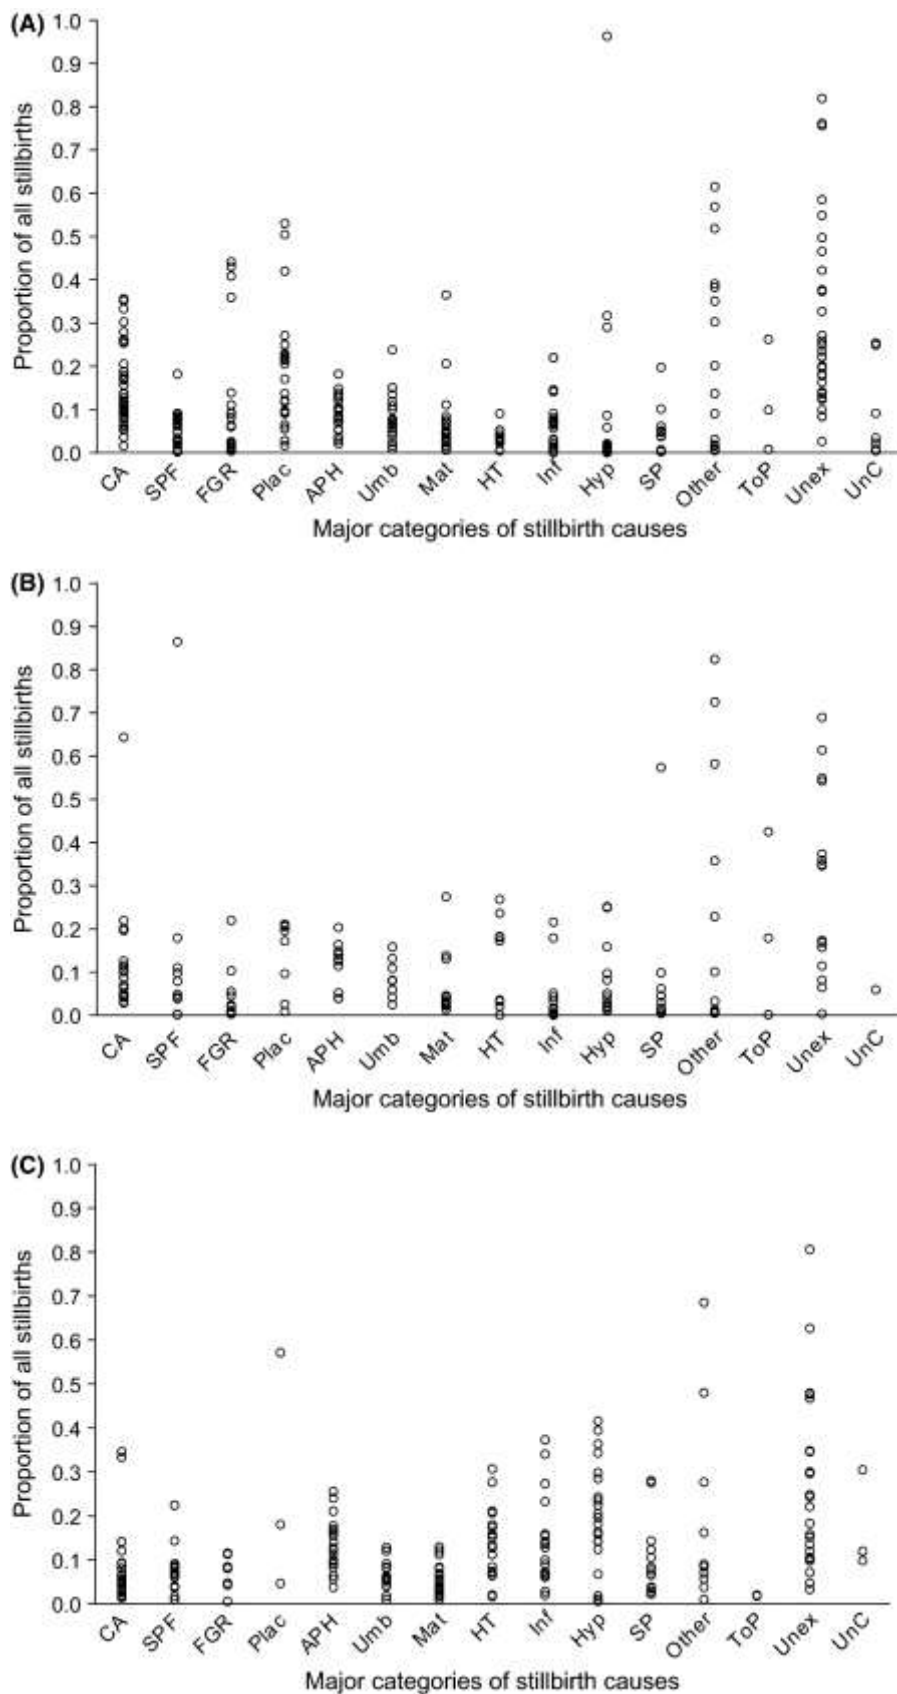 (A)
Proportion of all stillbirths
1.0
0.9
0.8
0.7
0.6
0.5
0.4
0.3
0.2
0.1
0.0
CA SPF FGR Plac APH Umb Mat HT Inf Hyp SP Other ToP Unex UnC
Major categories of stillbirth causes
(B)
Proportion of all stillbirths
1.0
0.9
0.8
0.7
0.6
0.5
0.4
0.3
0.2
0.1
0.0
CA SPF FGR Plac APH Umb Mat HT Inf Hyp SP Other ToP Unex UnC
Major categories of stillbirth causes
(C)
Proportion of all stillbirths
1.0
0.9
0.8
0.7
0.6
0.5
0.4
0.3
0.2
0.1
0.0
CA SPF FGR Plac APH Umb Mat HT Inf Hyp SP Other ToP Unex UnC
Major categories of stillbirth causes